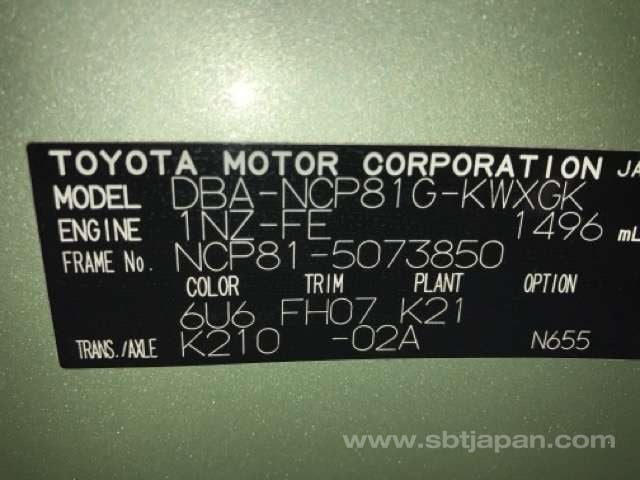 TOYOTA MOTOR CORPORATION JA
MODEL DBA-NCP81G-KWXGK
ENGINE 1NZ-FE 1496 mL
FRAME No. NCP81-5073850
COLOR TRIM PLANT OPTION
6U6 FH07 K21
TRANS./AXLE K210 -02A N655
www.sbtjapan.com